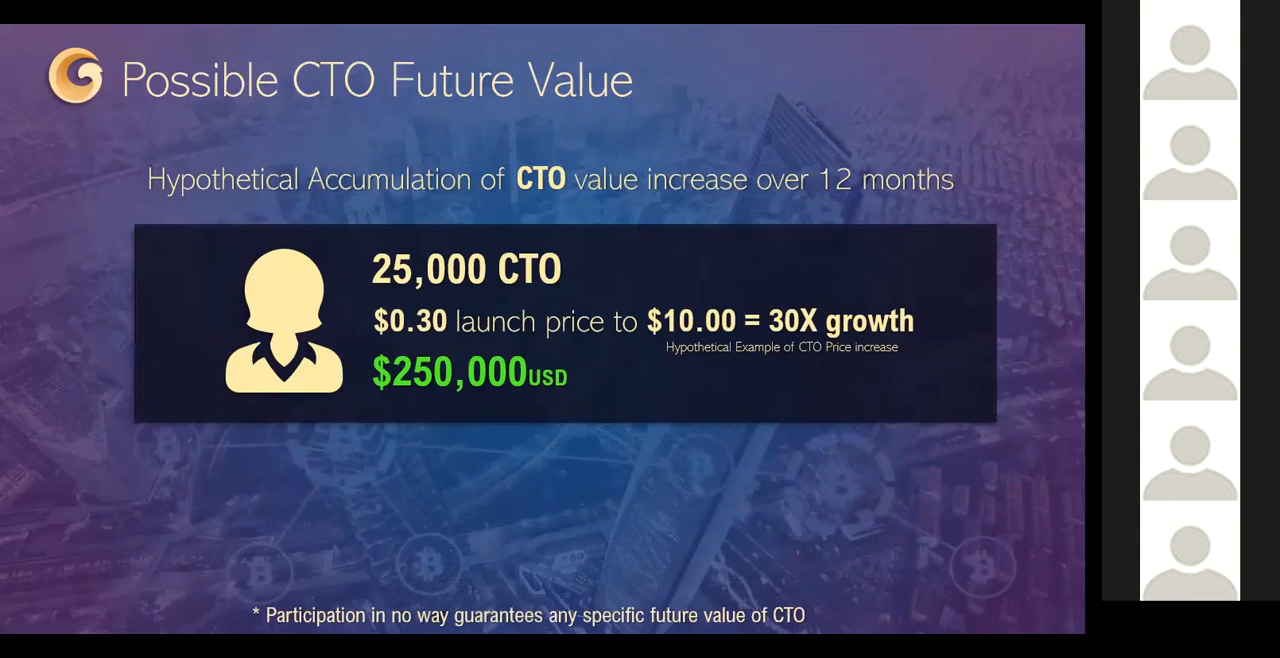 Possible CTO Future Value
Hypothetical Accumulation of CTO value increase over 12 months
25,000 CTO
$0.30 launch price to $10.00 = 30X growth
Hypothetical Example of CTO Price increase
$250,000USD
* Participation in no way guarantees any specific future value of CTO